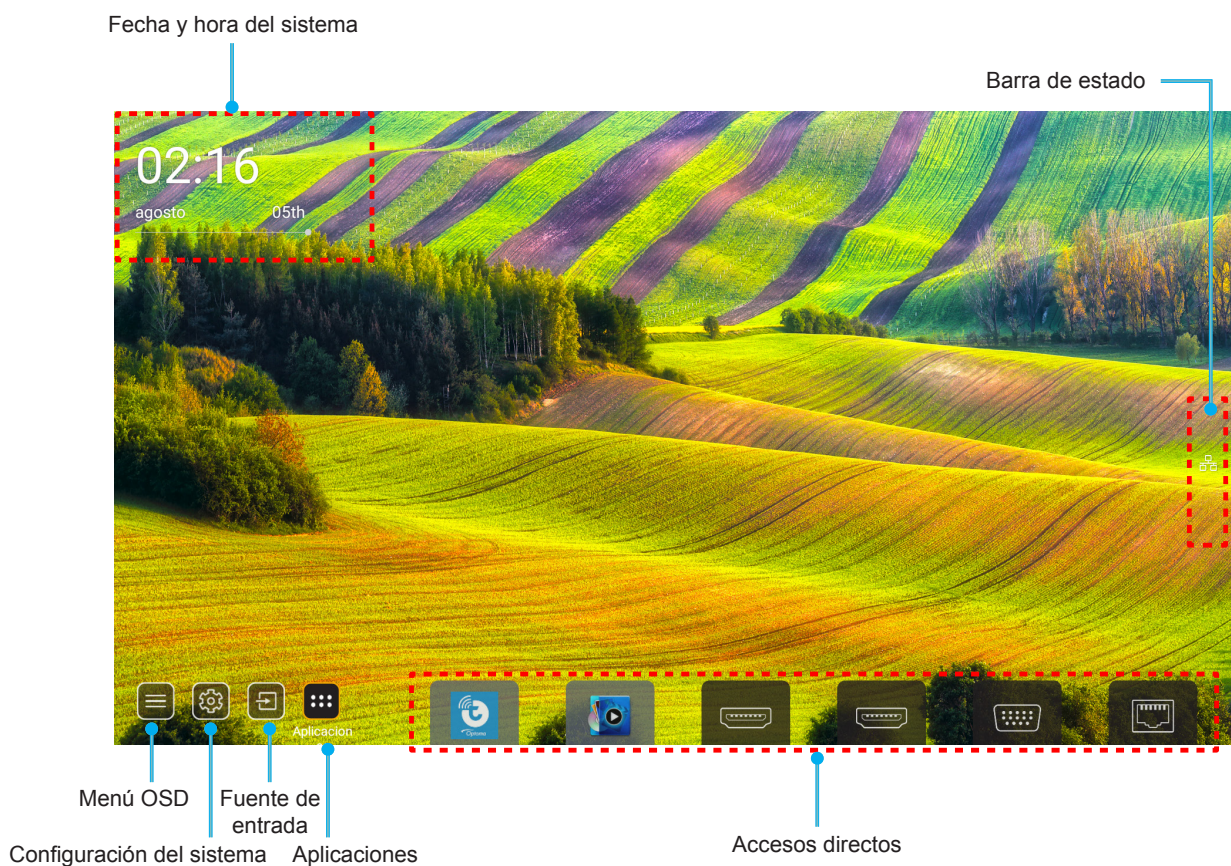 Fecha y hora del sistema
Barra de estado
02:16
agosto 05th
Aplicacion
Optoma
Menú OSD
Fuente de
entrada
Accesos directos
Configuración del sistema
Aplicaciones